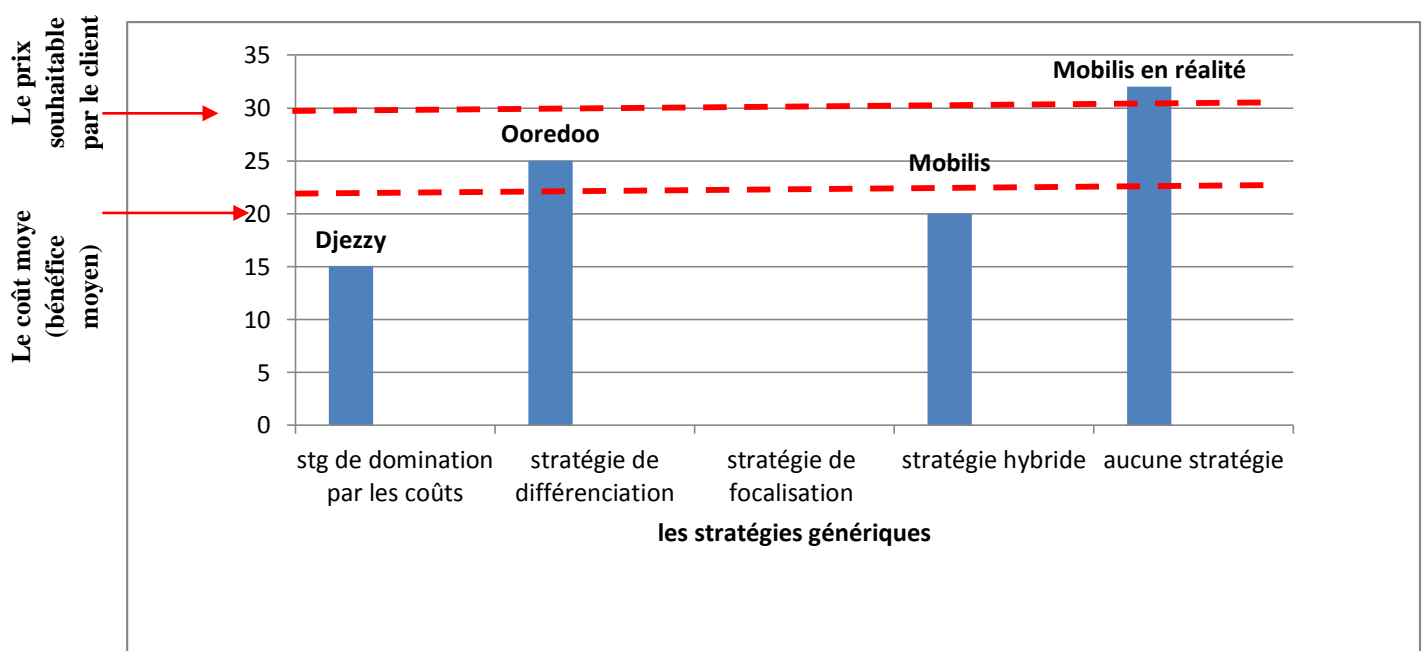 Le prix
souhaitable
par le client
Le coût moye
(bénéfice
moyen)
35
30
25
20
15
10
5
0
Mobilis en réalité
Ooredoo
Mobilis
Djezzy
stg de domination
par les coûts
stratégie de
différenciation
stratégie de
focalisation
stratégie hybride
aucune stratégie
les stratégies génériques